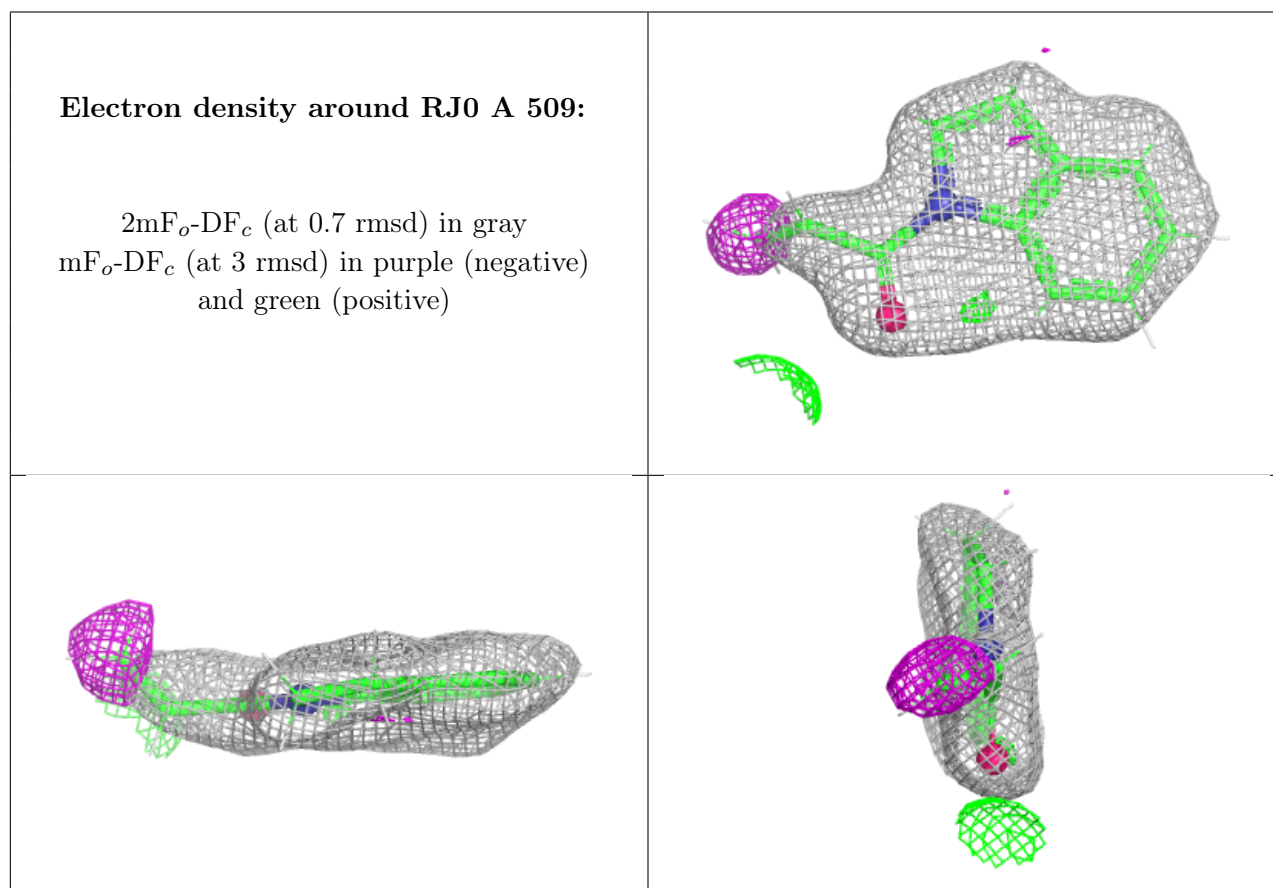 Electron density around RJ0 A 509:
2mFo-DFc (at 0.7 rmsd) in gray
mFo-DFc (at 3 rmsd) in purple (negative)
and green (positive)